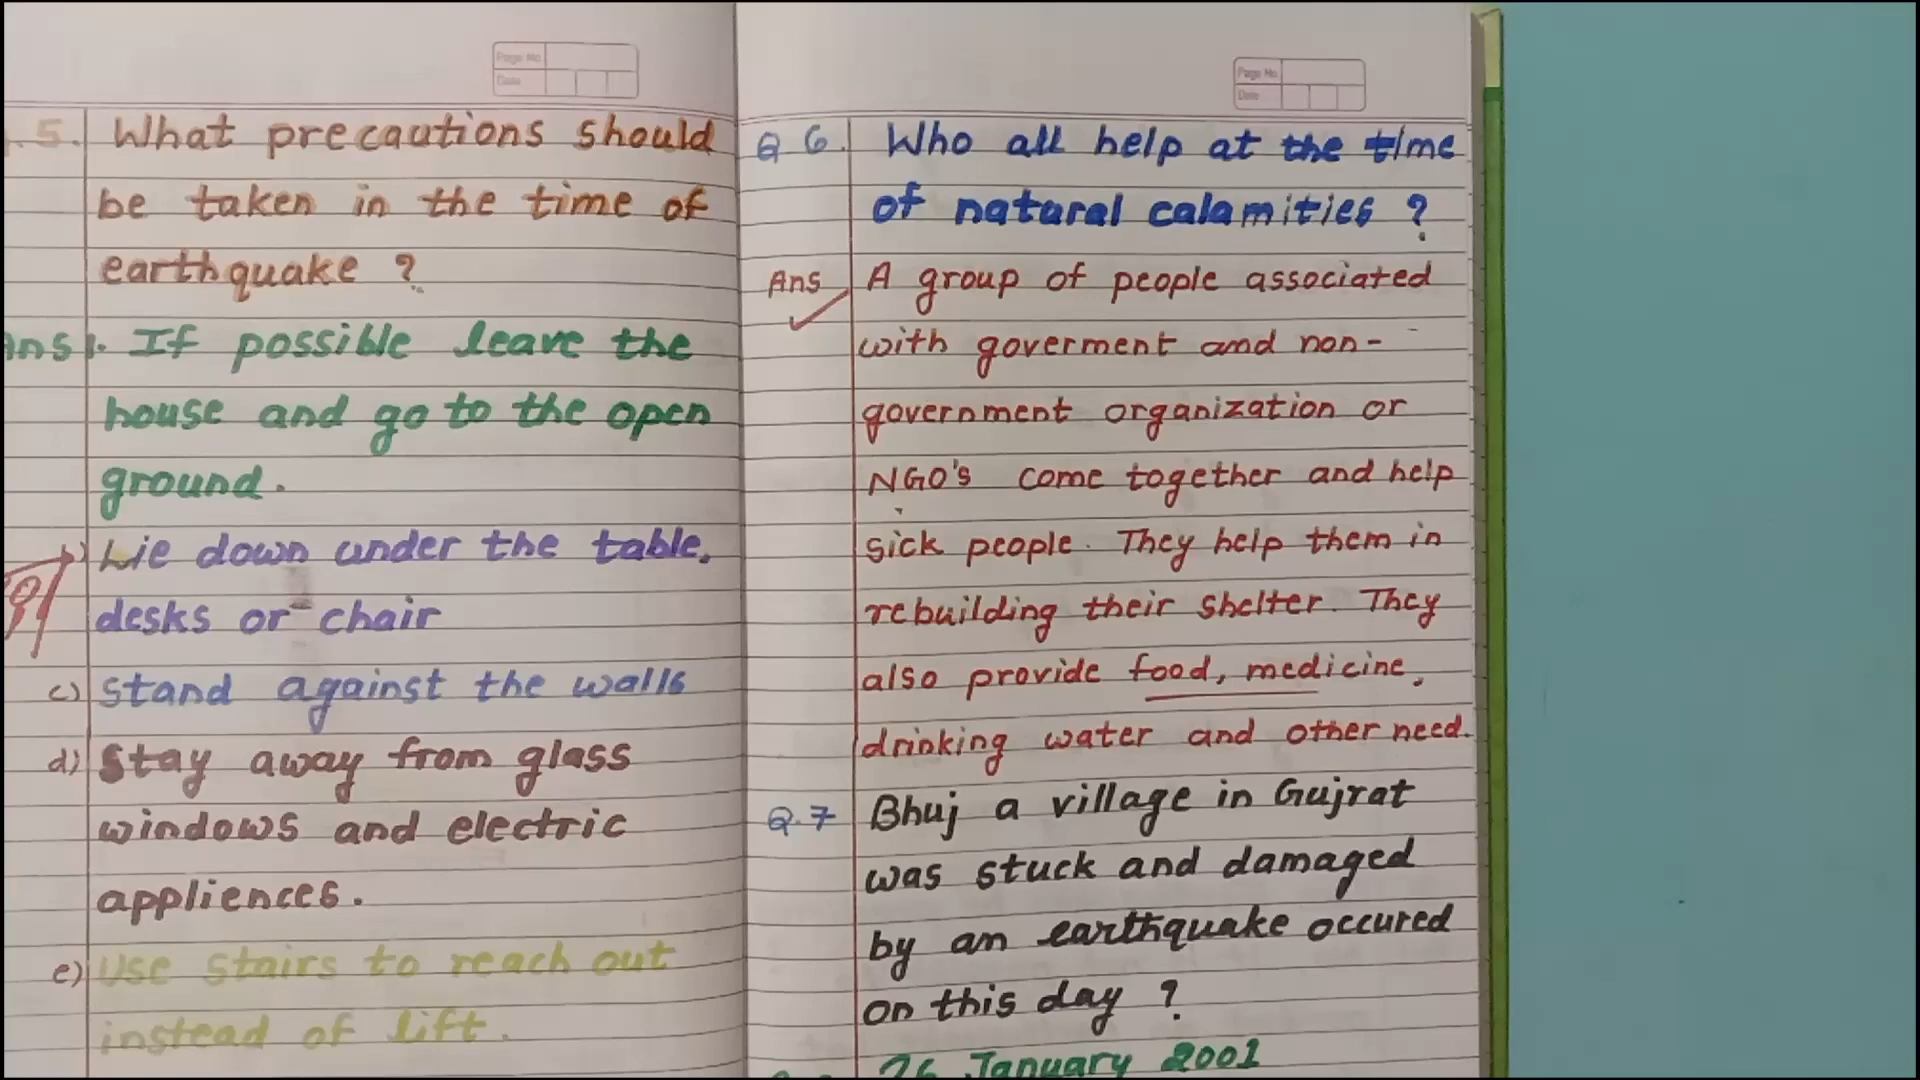 Page No.
Date
5. What precautions should
be taken in the time of
earthquake ?
Ans 1. If possible leave the
house and go to the open
ground.
b) Lie down under the table,
desks or chair
c) stand against the walls
d) Stay away from glass
windows and electric
appliences.
e) Use stairs to reach out
instead of lift.
Page No.
Date
Q 6. Who all help at the time
of natural calamities ?
Ans A group of people associated
with goverment and non-
government organization or
NGO's come together and help
sick people. They help them in
rebuilding their shelter. They
also provide food, medicine,
drinking water and other need.
Q.7 Bhuj a village in Gujrat
was stuck and damaged
by an earthquake occured
on this day ?
26 January 2001